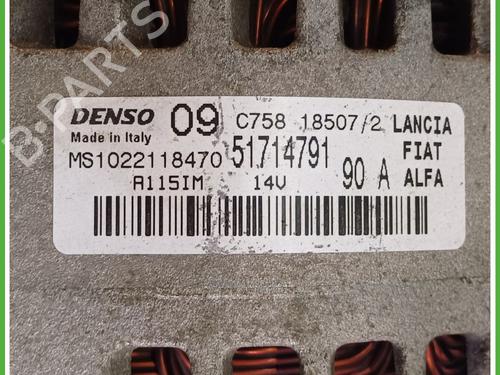 DENSO 09 C758 18507/2 LANCIA
Made in Italy 51714791 FIAT
MS1022118470 90 A ALFA
A115IM 14V
B-PARTS